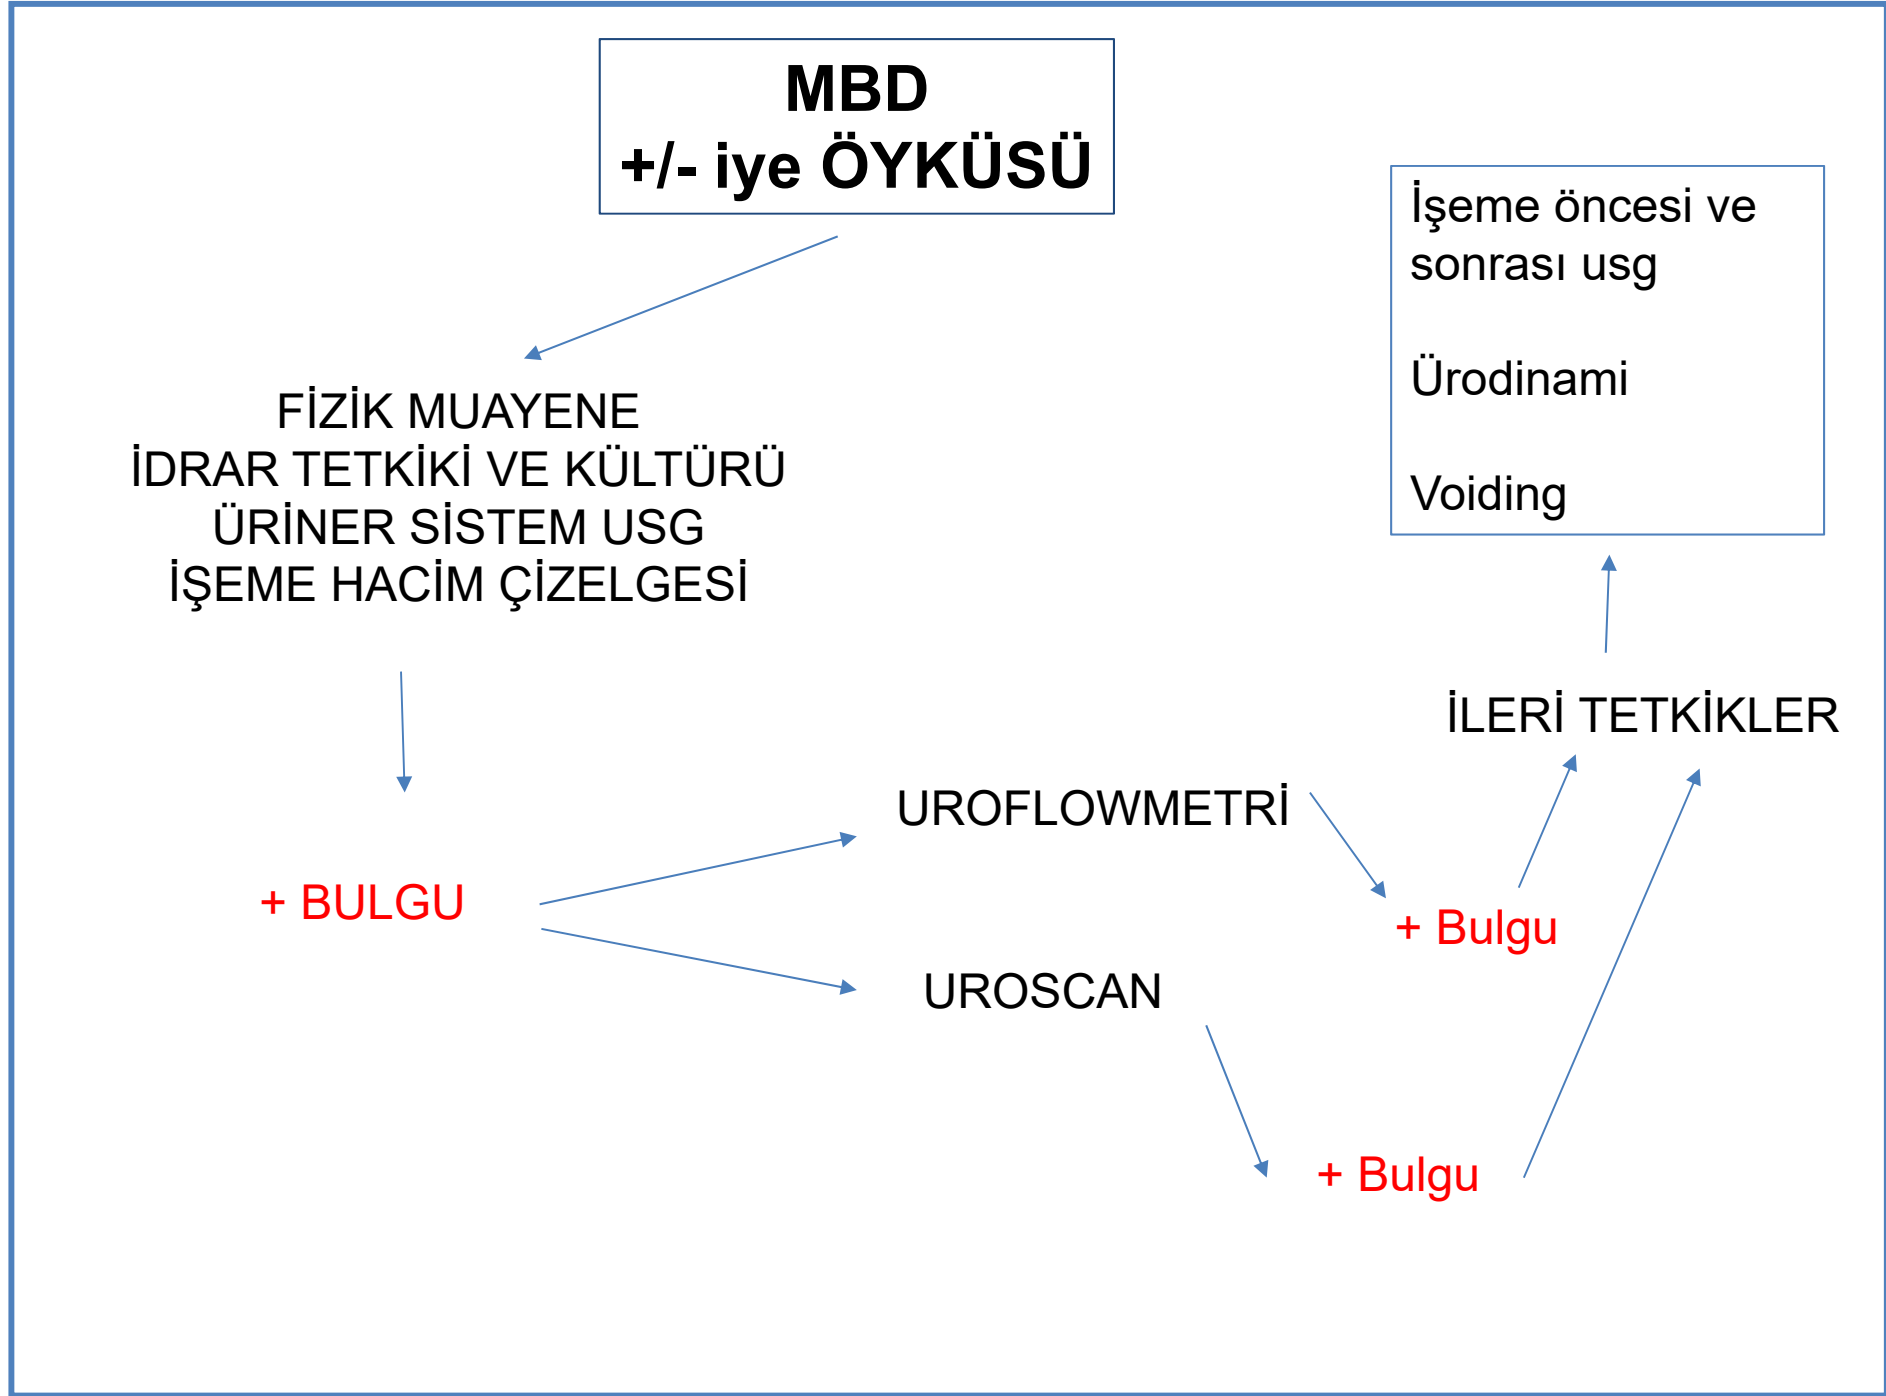 MBD
+/- iye ÖYKÜSÜ
İşeme öncesi ve
sonrası usg
Ürodinami
Voiding
FİZİK MUAYENE
İDRAR TETKİKİ VE KÜLTÜRÜ
ÜRİNER SİSTEM USG
İŞEME HACİM ÇİZELGESİ
İLERİ TETKİKLER
UROFLOWMETRİ
+ BULGU
+ Bulgu
UROSCAN
+ Bulgu